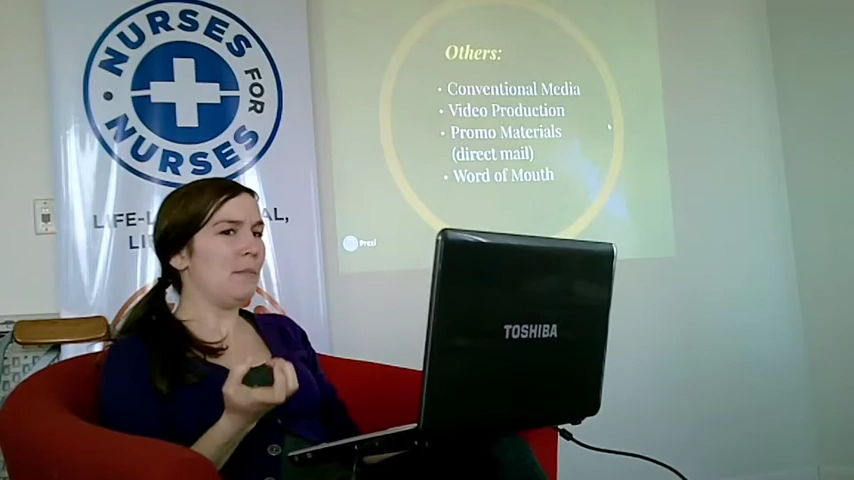 NURSES
FOR
NURSES
LIFE-L
AL,
Others:
• Conventional Media
• Video Production
• Promo Materials
(direct mail)
• Word of Mouth
Prezi
TOSHIBA